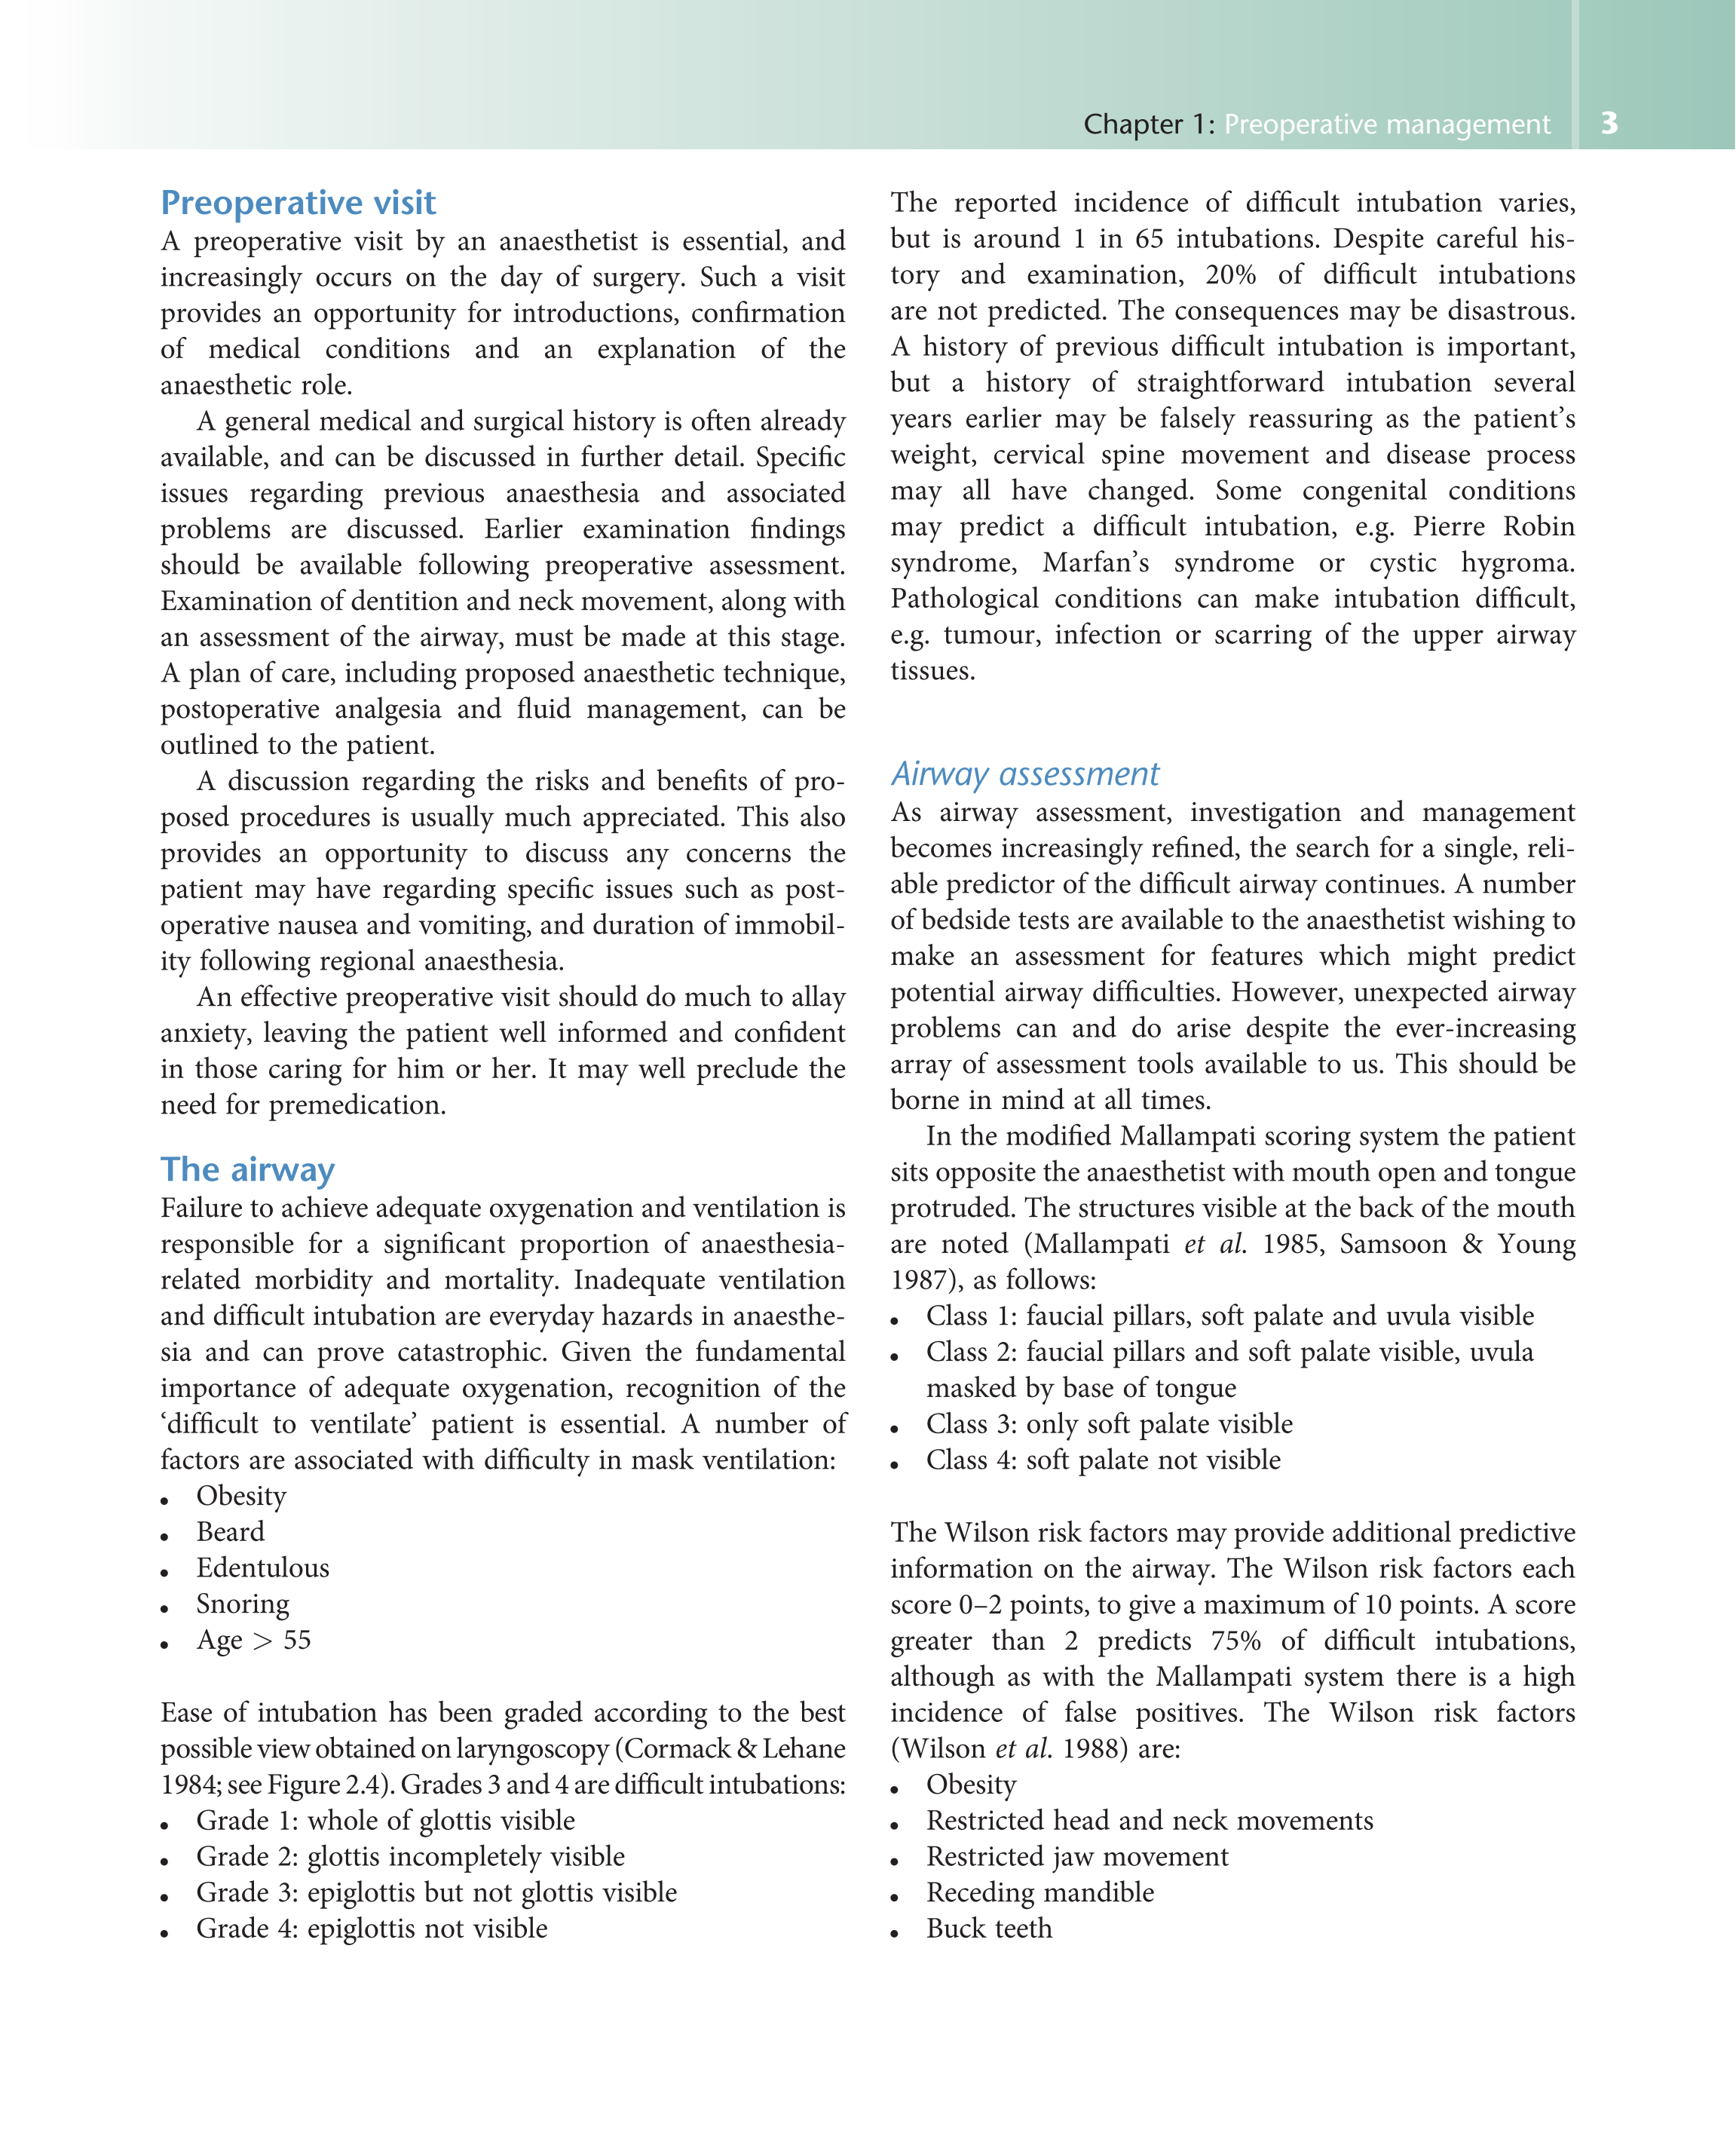 Chapter 1: Preoperative management 3
Preoperative visit
A preoperative visit by an anaesthetist is essential, and
increasingly occurs on the day of surgery. Such a visit
provides an opportunity for introductions, confirmation
of medical conditions and an explanation of the
anaesthetic role.
A general medical and surgical history is often already
available, and can be discussed in further detail. Specific
issues regarding previous anaesthesia and associated
problems are discussed. Earlier examination findings
should be available following preoperative assessment.
Examination of dentition and neck movement, along with
an assessment of the airway, must be made at this stage.
A plan of care, including proposed anaesthetic technique,
postoperative analgesia and fluid management, can be
outlined to the patient.
A discussion regarding the risks and benefits of pro-
posed procedures is usually much appreciated. This also
provides an opportunity to discuss any concerns the
patient may have regarding specific issues such as post-
operative nausea and vomiting, and duration of immobil-
ity following regional anaesthesia.
An effective preoperative visit should do much to allay
anxiety, leaving the patient well informed and confident
in those caring for him or her. It may well preclude the
need for premedication.
The airway
Failure to achieve adequate oxygenation and ventilation is
responsible for a significant proportion of anaesthesia-
related morbidity and mortality. Inadequate ventilation
and difficult intubation are everyday hazards in anaesthe-
sia and can prove catastrophic. Given the fundamental
importance of adequate oxygenation, recognition of the
‘difficult to ventilate’ patient is essential. A number of
factors are associated with difficulty in mask ventilation:
• Obesity
• Beard
• Edentulous
• Snoring
• Age > 55
Ease of intubation has been graded according to the best
possible view obtained on laryngoscopy (Cormack & Lehane
1984; see Figure 2.4). Grades 3 and 4 are difficult intubations:
• Grade 1: whole of glottis visible
• Grade 2: glottis incompletely visible
• Grade 3: epiglottis but not glottis visible
• Grade 4: epiglottis not visible
The reported incidence of difficult intubation varies,
but is around 1 in 65 intubations. Despite careful his-
tory and examination, 20% of difficult intubations
are not predicted. The consequences may be disastrous.
A history of previous difficult intubation is important,
but a history of straightforward intubation several
years earlier may be falsely reassuring as the patient’s
weight, cervical spine movement and disease process
may all have changed. Some congenital conditions
may predict a difficult intubation, e.g. Pierre Robin
syndrome, Marfan’s syndrome or cystic hygroma.
Pathological conditions can make intubation difficult,
e.g. tumour, infection or scarring of the upper airway
tissues.
Airway assessment
As airway assessment, investigation and management
becomes increasingly refined, the search for a single, reli-
able predictor of the difficult airway continues. A number
of bedside tests are available to the anaesthetist wishing to
make an assessment for features which might predict
potential airway difficulties. However, unexpected airway
problems can and do arise despite the ever-increasing
array of assessment tools available to us. This should be
borne in mind at all times.
In the modified Mallampati scoring system the patient
sits opposite the anaesthetist with mouth open and tongue
protruded. The structures visible at the back of the mouth
are noted (Mallampati et al. 1985, Samsoon & Young
1987), as follows:
• Class 1: faucial pillars, soft palate and uvula visible
• Class 2: faucial pillars and soft palate visible, uvula
masked by base of tongue
• Class 3: only soft palate visible
• Class 4: soft palate not visible
The Wilson risk factors may provide additional predictive
information on the airway. The Wilson risk factors each
score 0–2 points, to give a maximum of 10 points. A score
greater than 2 predicts 75% of difficult intubations,
although as with the Mallampati system there is a high
incidence of false positives. The Wilson risk factors
(Wilson et al. 1988) are:
• Obesity
• Restricted head and neck movements
• Restricted jaw movement
• Receding mandible
• Buck teeth